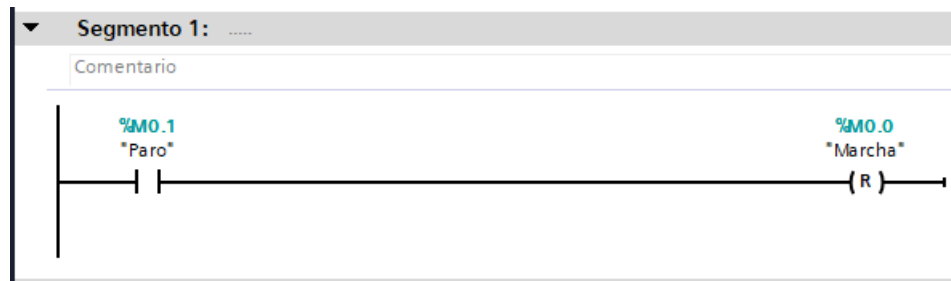 Segmento 1: .....
Comentario
%M0.1
"Paro"
%M0.0
"Marcha"
( R )